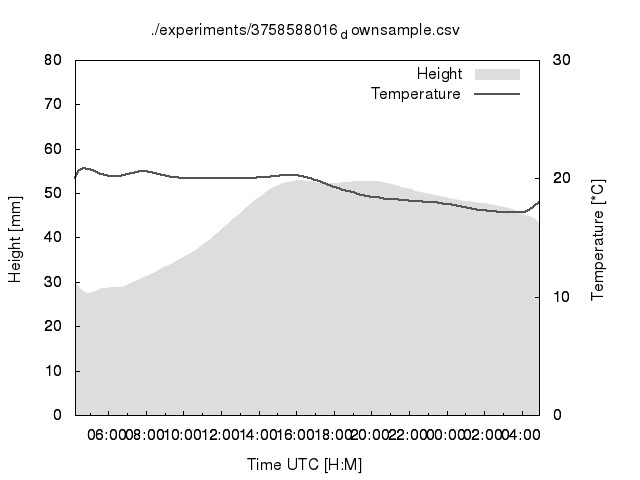 ./experiments/3758588016 d ownsample.csv
80
70
60
50
40
30
20
10
0
30
20
10
0
Height
Temperature
Height [mm]
Temperature [*C]
06:00 08:00 10:00 12:00 14:00 16:00 18:00 20:00 22:00 00:00 02:00 04:00
Time UTC [H:M]